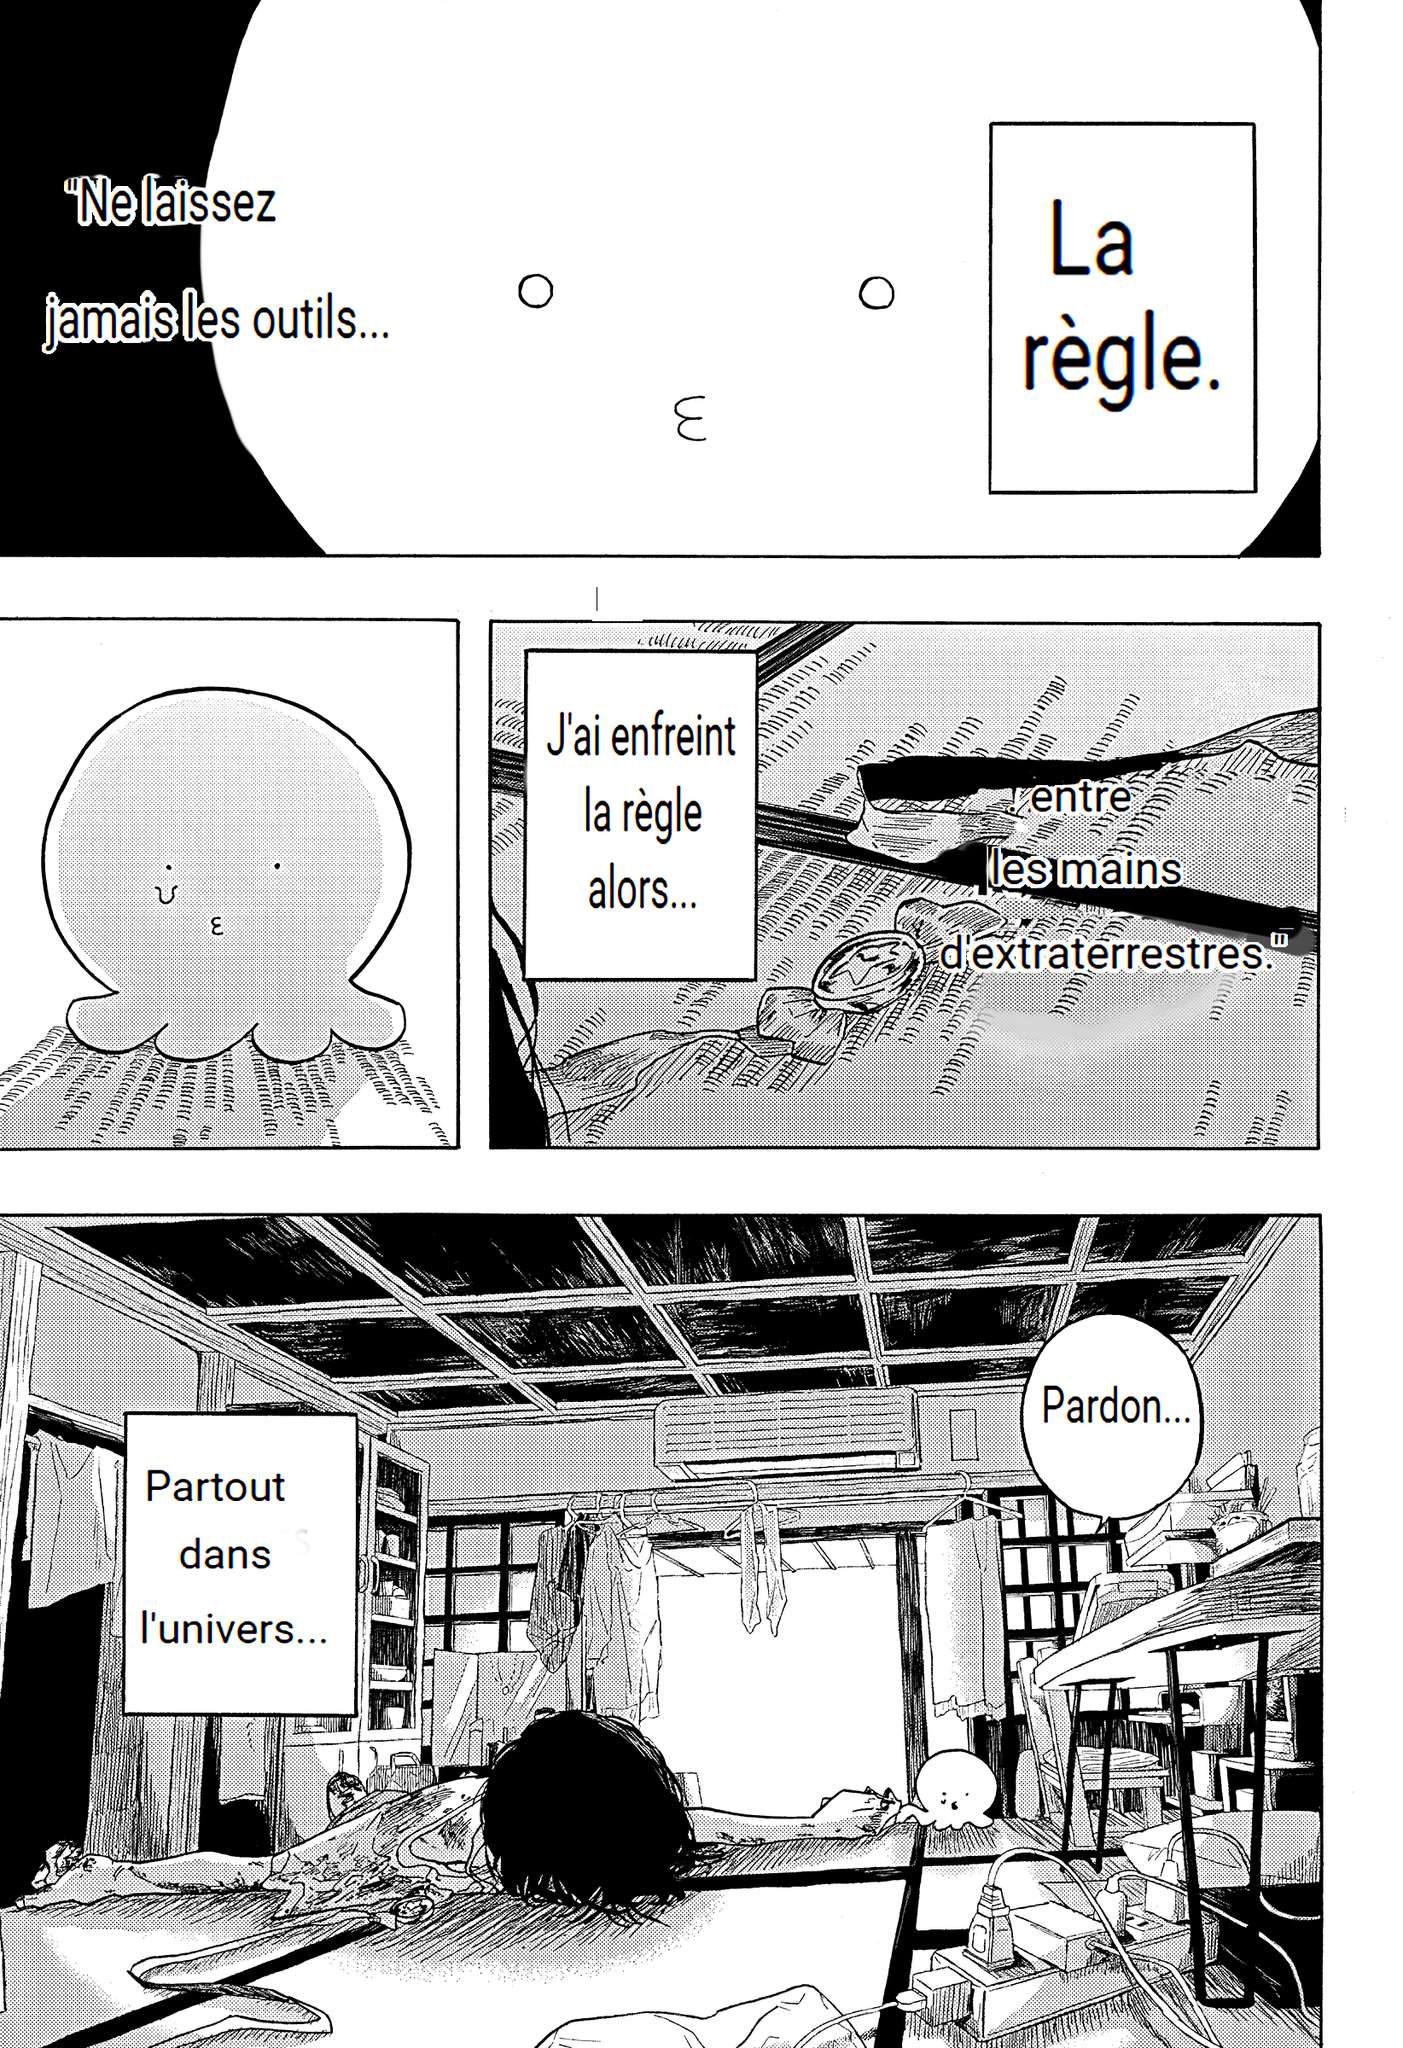 La
règle.
"Ne laissez
jamais les outils...
. entre
les mains
d'extraterrestres."
J'ai enfreint
la règle
alors...
Pardon...
Partout
dans
l'univers...